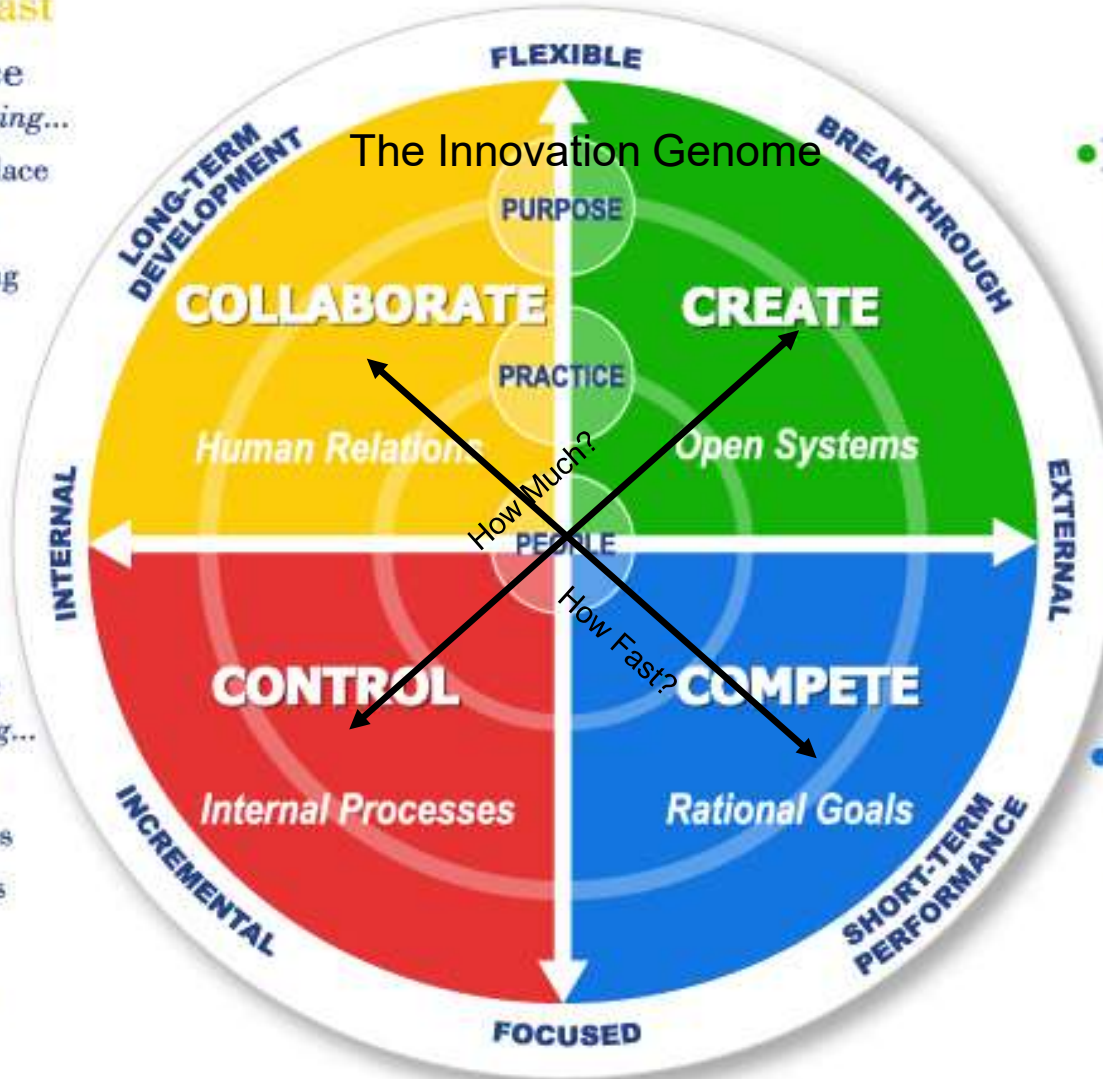 FLEXIBLE
The Innovation Genome
LONG-TERM
DEVELOPMENT
BREAKTHROUGH
PURPOSE
COLLABORATE
CREATE
PRACTICE
Human Relations
Open Systems
How Much?
INTERNAL
EXTERNAL
PEOPLE
How Fast?
CONTROL
COMPETE
Internal Processes
Rational Goals
INCREMENTAL
SHORT-TERM
PERFORMANCE
FOCUSED